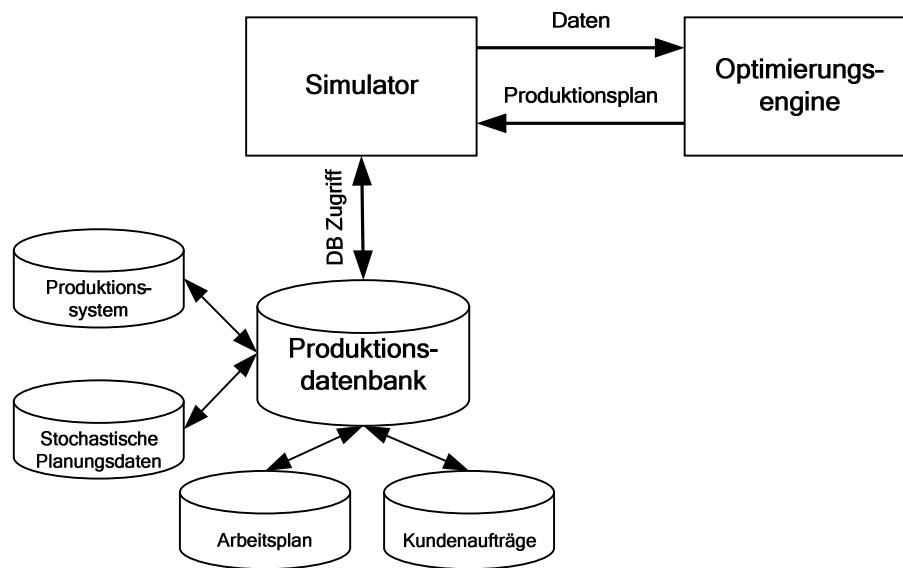 Daten
Simulator
Optimierungs-
engine
Produktionsplan
DB Zugriff
Produktions-
system
Produktions-
datenbank
Stochastische
Planungsdaten
Arbeitsplan
Kundenaufträge